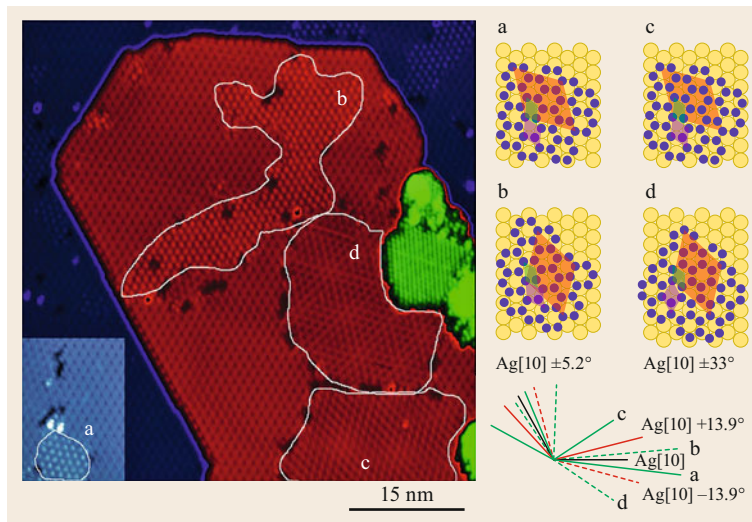 b
d
a
c
15 nm
a
c
b
d
Ag[10] ±5.2°
Ag[10] ±33°
c
Ag[10] +13.9°
b
Ag[10]
a
Ag[10] −13.9°
d